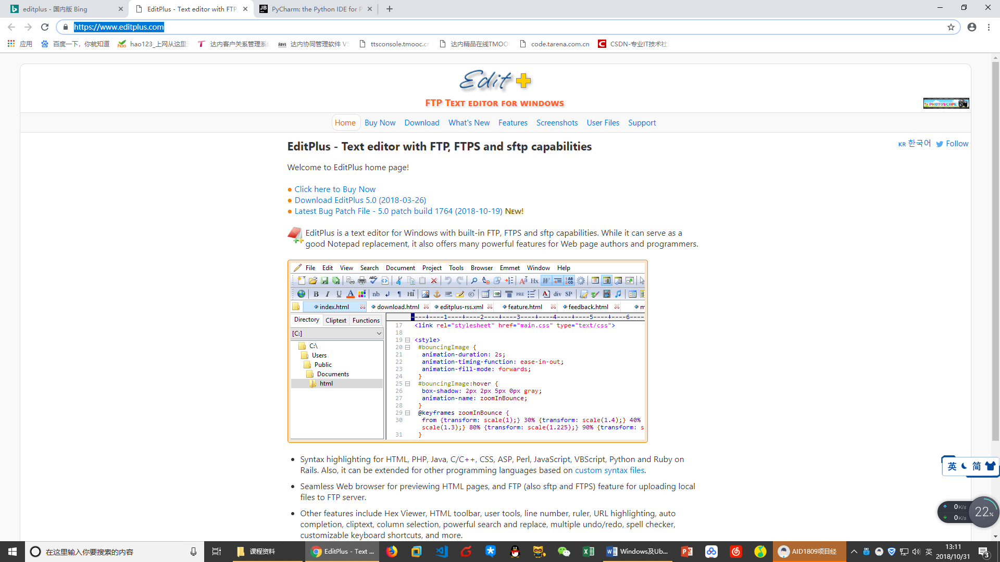 editplus - 国内版 Bing
EditPlus - Text editor with FTP,
PyCharm: the Python IDE for P
https://www.editplus.com
应用
百度一下，你就知道
hao123_上网从这里
达内客户关系管理系
达内协同管理软件 V5
ttsconsole.tmooc.c
达内精品在线TMOO
code.tarena.com.cn
CSDN-专业IT技术社
Edit
FTP Text editor for windows
PHOTOSCAPE
Home
Buy Now
Download
What's New
Features
Screenshots
User Files
Support
EditPlus - Text editor with FTP, FTPS and sftp capabilities
KR 한국어
Follow
Welcome to EditPlus home page!
Click here to Buy Now
Download EditPlus 5.0 (2018-03-26)
Latest Bug Patch File - 5.0 patch build 1764 (2018-10-19) New!
EditPlus is a text editor for Windows with built-in FTP, FTPS and sftp capabilities. While it can serve as a
good Notepad replacement, it also offers many powerful features for Web page authors and programmers.
File Edit View Search Document Project Tools Browser Emmet Window Help
B I U A nb ¶ HI PRE A div SP
index.html
download.html
editplus-rss.xml
feature.html
feedback.html
m
Directory
Cliptext
Functions
----+----1----+----2----+----3----+----4----+----5----+----6----
[C:]
C:\
Users
Public
Documents
html
17 <link rel="stylesheet" href="main.css" type="text/css">
18
19 <style>
20 #bouncingImage {
21 animation-duration: 2s;
22 animation-timing-function: ease-in-out;
23 animation-fill-mode: forwards;
24 }
25 #bouncingImage:hover {
26 box-shadow: 2px 2px 5px 0px gray;
27 animation-name: zoomInBounce;
28 }
29 @keyframes zoomInBounce {
30 from {transform: scale(1);} 30% {transform: scale(1.4);} 40%
scale(1.3);} 80% {transform: scale(1.225);} 90% {transform: s
31 }
Syntax highlighting for HTML, PHP, Java, C/C++, CSS, ASP, Perl, JavaScript, VBScript, Python and Ruby on
Rails. Also, it can be extended for other programming languages based on custom syntax files.
Seamless Web browser for previewing HTML pages, and FTP (also sftp and FTPS) feature for uploading local
files to FTP server.
Other features include Hex Viewer, HTML toolbar, user tools, line number, ruler, URL highlighting, auto
completion, cliptext, column selection, powerful search and replace, multiple undo/redo, spell checker,
customizable keyboard shortcuts, and more.
英 简
0K/s
0K/s
22%
在这里输入你要搜索的内容
课程资料
EditPlus - Text ...
Windows及Ub...
AID1809项目经
英
13:11
2018/10/31
3